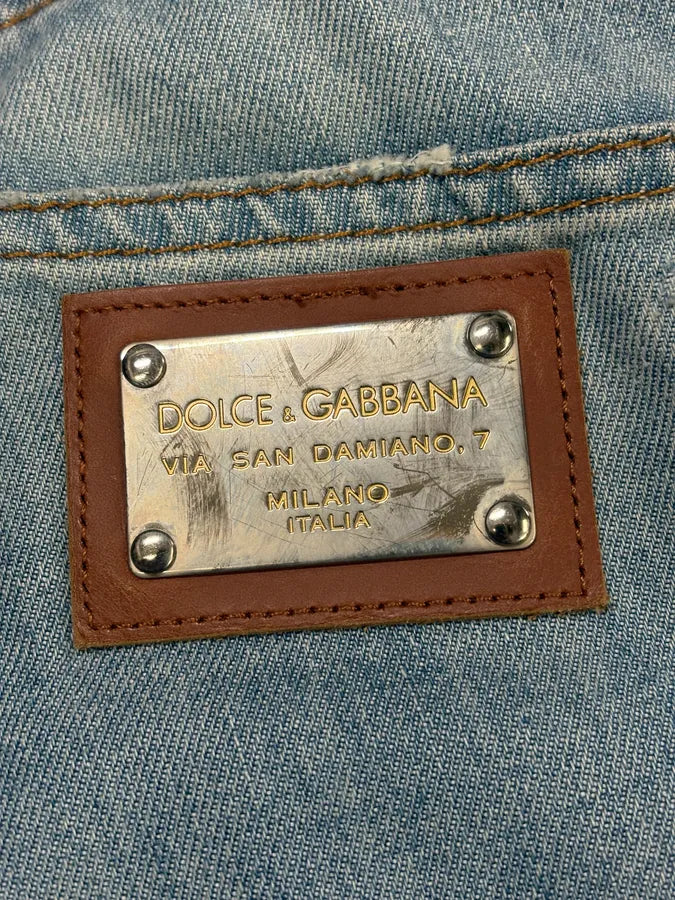 DOLCE & GABBANA
VIA SAN DAMIANO, 7
MILANO
ITALIA